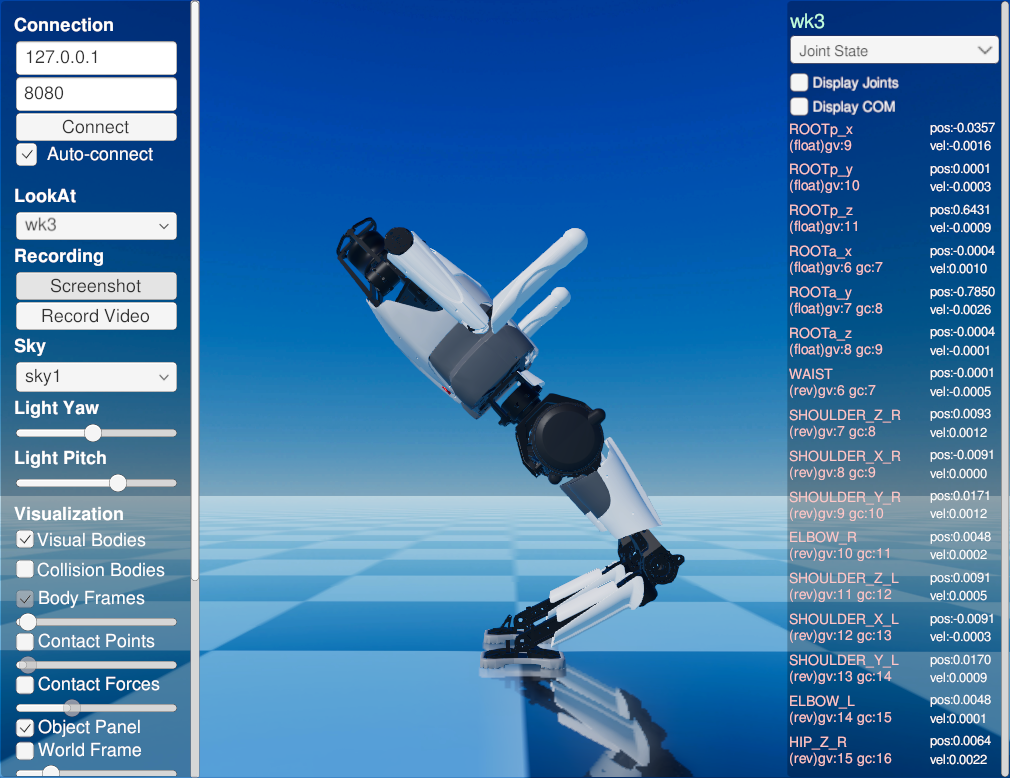 Connection
127.0.0.1
8080
Connect
Auto-connect
LookAt
wk3
Recording
Screenshot
Record Video
Sky
sky1
Light Yaw
Light Pitch
Visualization
Visual Bodies
Collision Bodies
Body Frames
Contact Points
Contact Forces
Object Panel
World Frame
wk3
Joint State
Display Joints
Display COM
ROOTp_x pos:-0.0357
(float)gv:9 vel:-0.0016
ROOTp_y pos:0.0001
(float)gv:10 vel:-0.0003
ROOTp_z pos:0.6431
(float)gv:11 vel:-0.0009
ROOTa_x pos:-0.0004
(float)gv:6 gc:7 vel:0.0010
ROOTa_y pos:-0.7850
(float)gv:7 gc:8 vel:-0.0026
ROOTa_z pos:-0.0004
(float)gv:8 gc:9 vel:-0.0001
WAIST pos:-0.0001
(rev)gv:6 gc:7 vel:-0.0005
SHOULDER_Z_R pos:0.0093
(rev)gv:7 gc:8 vel:0.0012
SHOULDER_X_R pos:-0.0091
(rev)gv:8 gc:9 vel:0.0000
SHOULDER_Y_R pos:0.0171
(rev)gv:9 gc:10 vel:0.0012
ELBOW_R pos:0.0048
(rev)gv:10 gc:11 vel:0.0002
SHOULDER_Z_L pos:0.0091
(rev)gv:11 gc:12 vel:0.0005
SHOULDER_X_L pos:-0.0091
(rev)gv:12 gc:13 vel:-0.0003
SHOULDER_Y_L pos:0.0170
(rev)gv:13 gc:14 vel:0.0009
ELBOW_L pos:0.0048
(rev)gv:14 gc:15 vel:0.0001
HIP_Z_R pos:0.0064
(rev)gv:15 gc:16 vel:0.0022